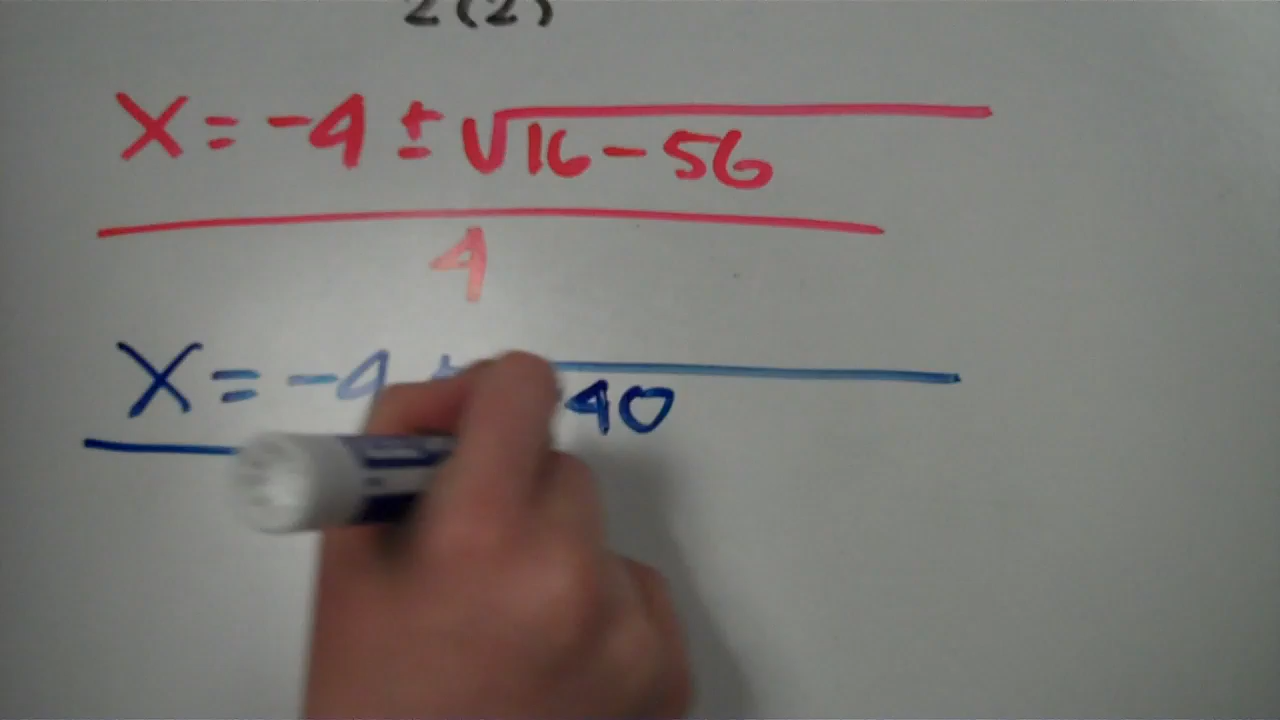 2(2)
X = -4 ± √16 - 56
4
X = -4 ± 40